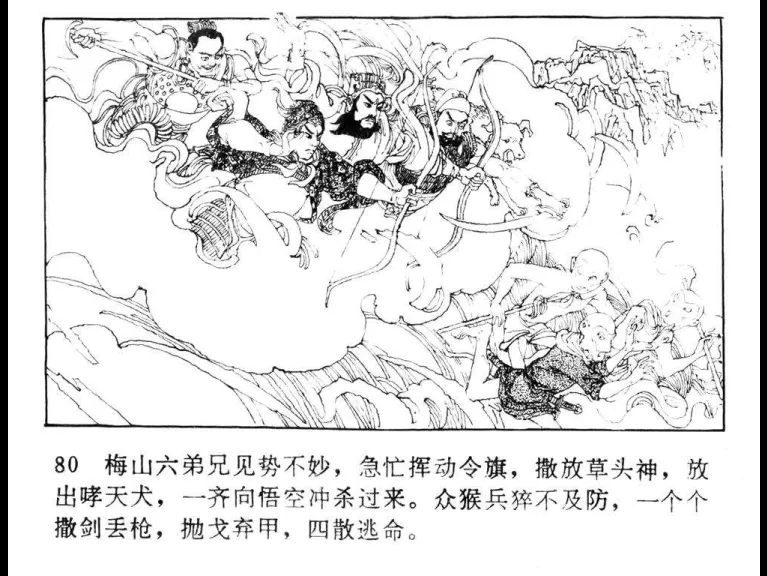 80 梅山六弟兄见势不妙，急忙挥动令旗，撒放草头神，放
出哮天犬，一齐向悟空冲杀过来。众猴兵猝不及防，一个个
撒剑丢枪，抛戈弃甲，四散逃命。